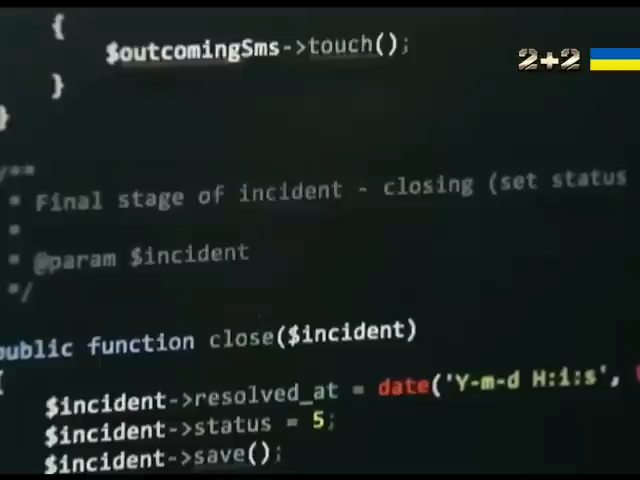 {
$outcomingSms->touch();
2+2
}
}
/**
* Final stage of incident - closing (set status
*
* @param $incident
*/
public function close($incident)
{
$incident->resolved_at = date('Y-m-d H:i:s',
$incident->status = 5;
$incident->save();